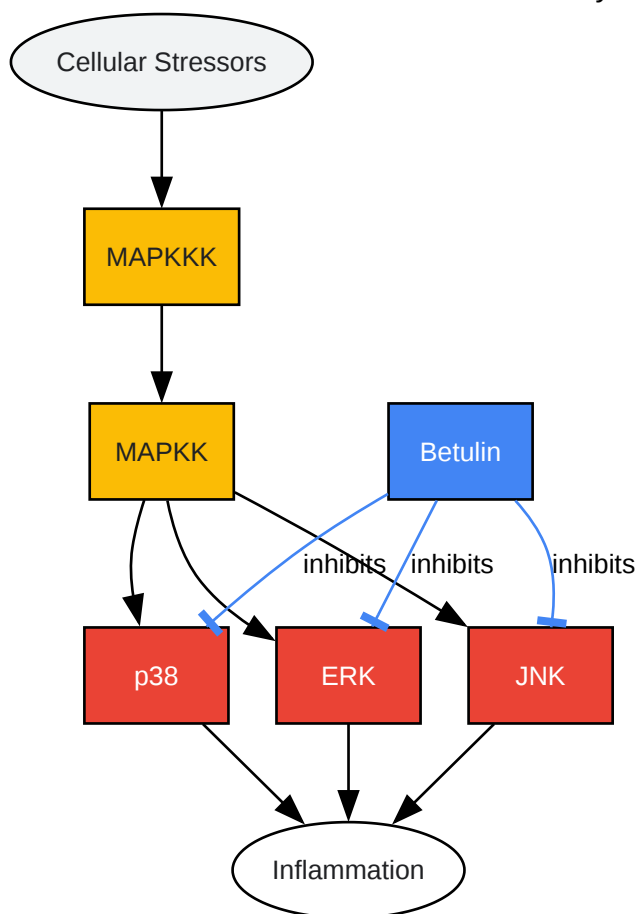 Cellular Stressors
MAPKKK
MAPKK
Betulin
inhibits
inhibits
inhibits
p38
ERK
JNK
Inflammation